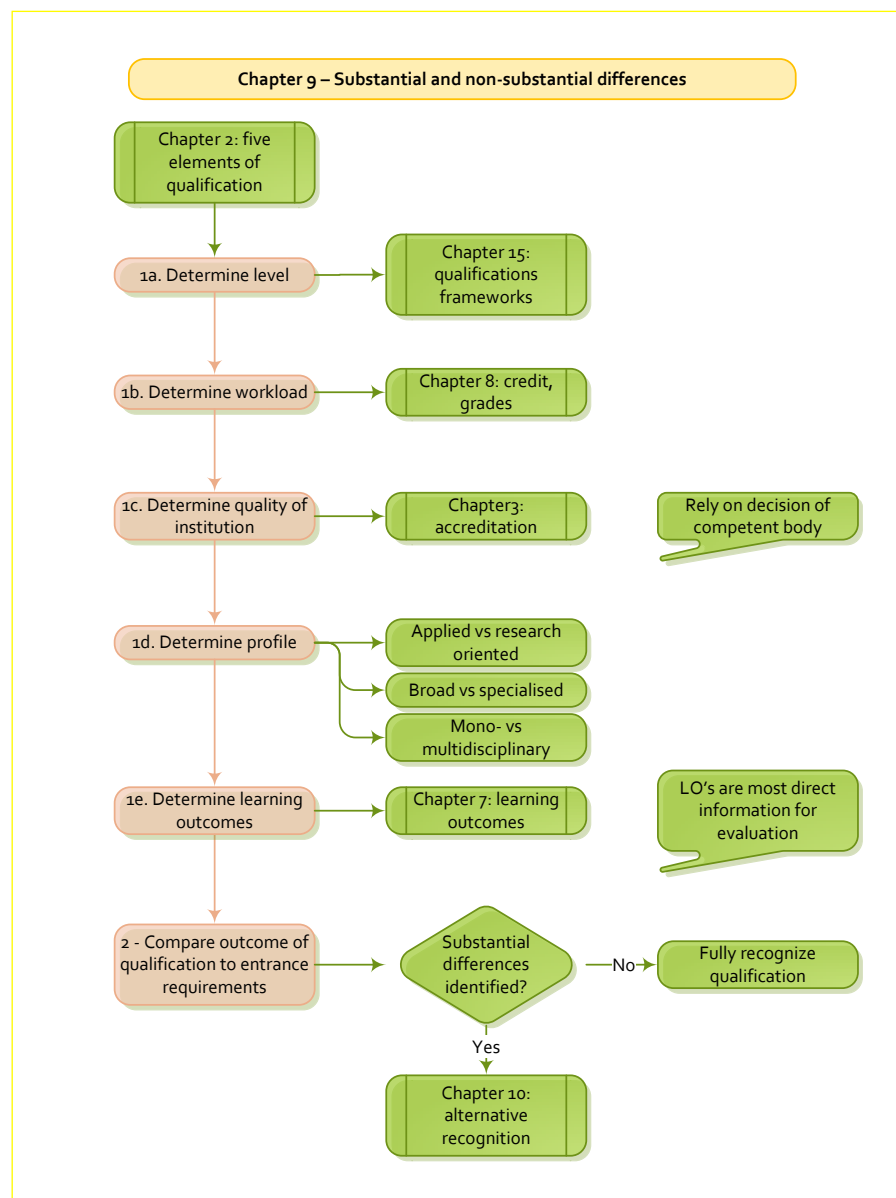 Chapter 9 – Substantial and non-substantial differences
Chapter 2: five
elements of
qualification
1a. Determine level
Chapter 15:
qualifications
frameworks
1b. Determine workload
Chapter 8: credit,
grades
1c. Determine quality of
institution
Chapter3:
accreditation
Rely on decision of
competent body
1d. Determine profile
Applied vs research
oriented
Broad vs specialised
Mono- vs
multidisciplinary
1e. Determine learning
outcomes
Chapter 7: learning
outcomes
LO's are most direct
information for
evaluation
2 - Compare outcome of
qualification to entrance
requirements
Substantial
differences
identified?
No
Fully recognize
qualification
Yes
Chapter 10:
alternative
recognition